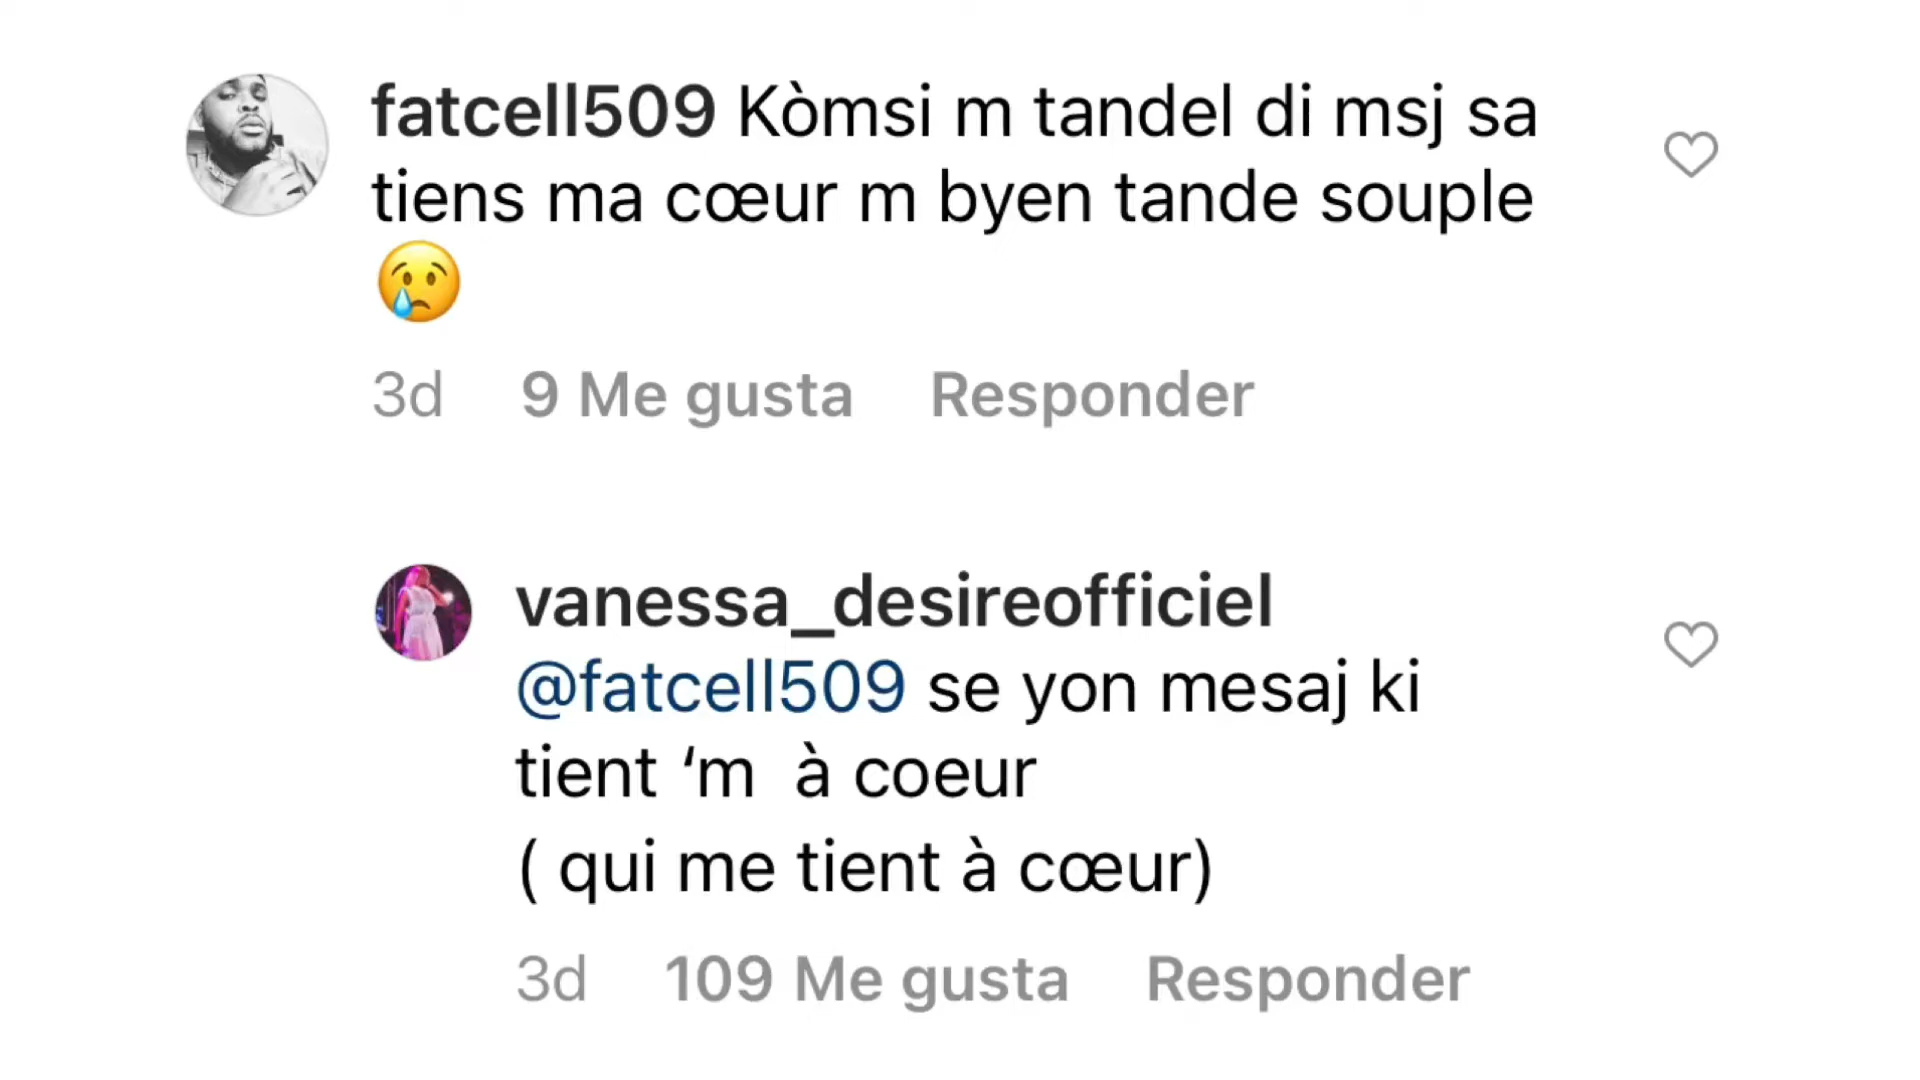 fatcell509 Kòmsi m tandel di msj sa
tiens ma cœur m byen tande souple
😢
3d 9 Me gusta Responder
vanessa_desireofficiel
@fatcell509 se yon mesaj ki
tient ‘m à coeur
( qui me tient à cœur)
3d 109 Me gusta Responder